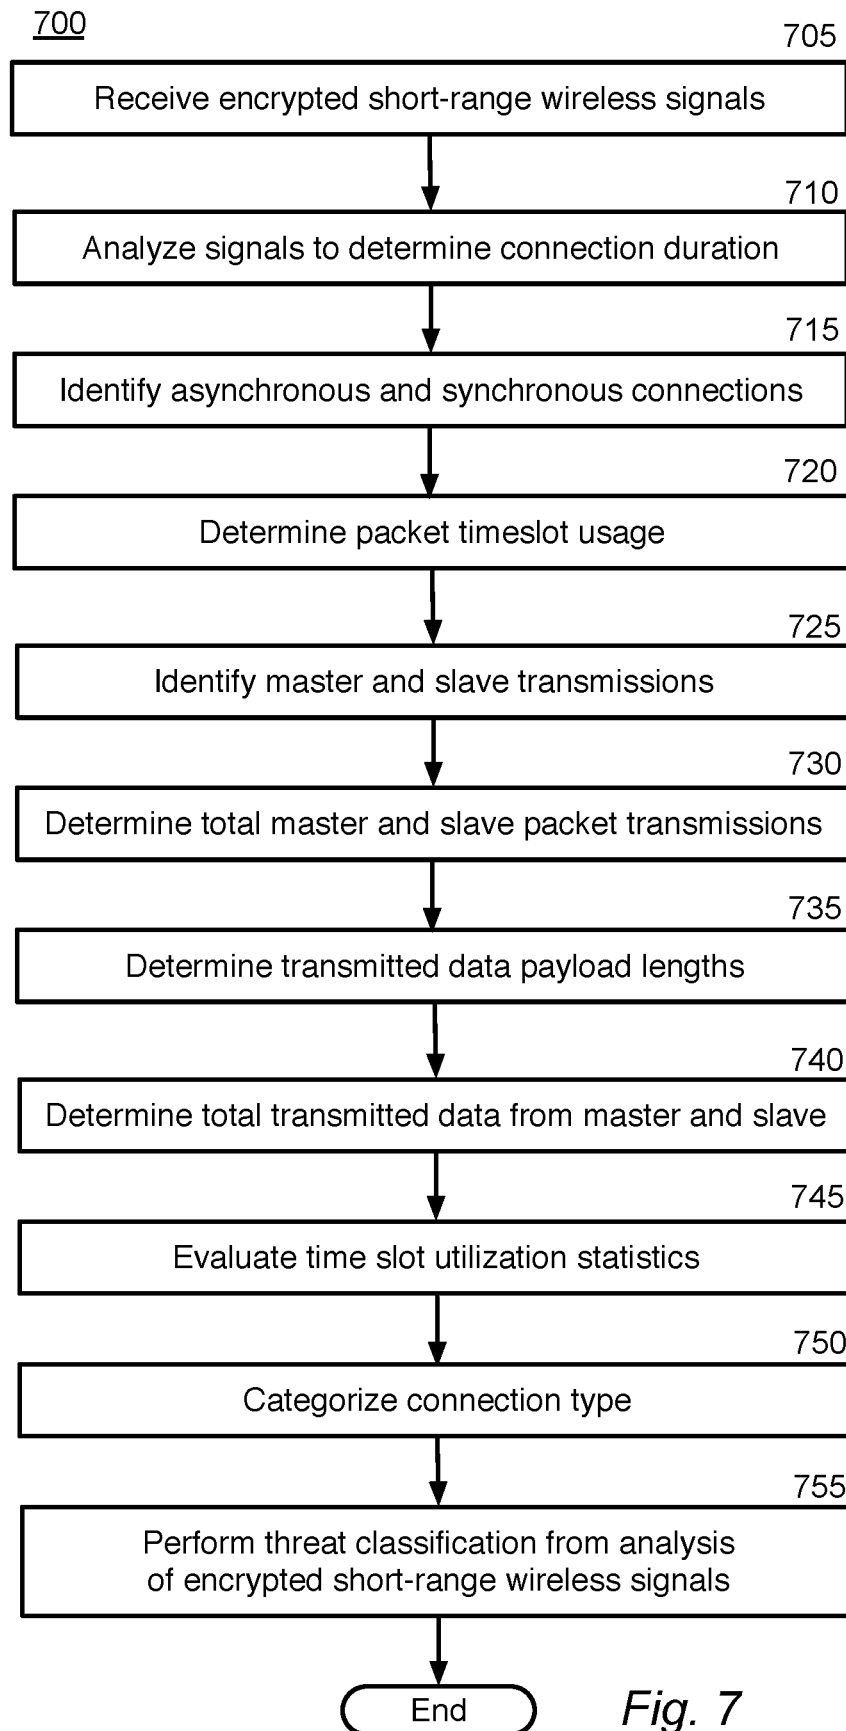 700
705
Receive encrypted short-range wireless signals
710
Analyze signals to determine connection duration
715
Identify asynchronous and synchronous connections
720
Determine packet timeslot usage
725
Identify master and slave transmissions
730
Determine total master and slave packet transmissions
735
Determine transmitted data payload lengths
740
Determine total transmitted data from master and slave
745
Evaluate time slot utilization statistics
750
Categorize connection type
755
Perform threat classification from analysis
of encrypted short-range wireless signals
End
Fig. 7